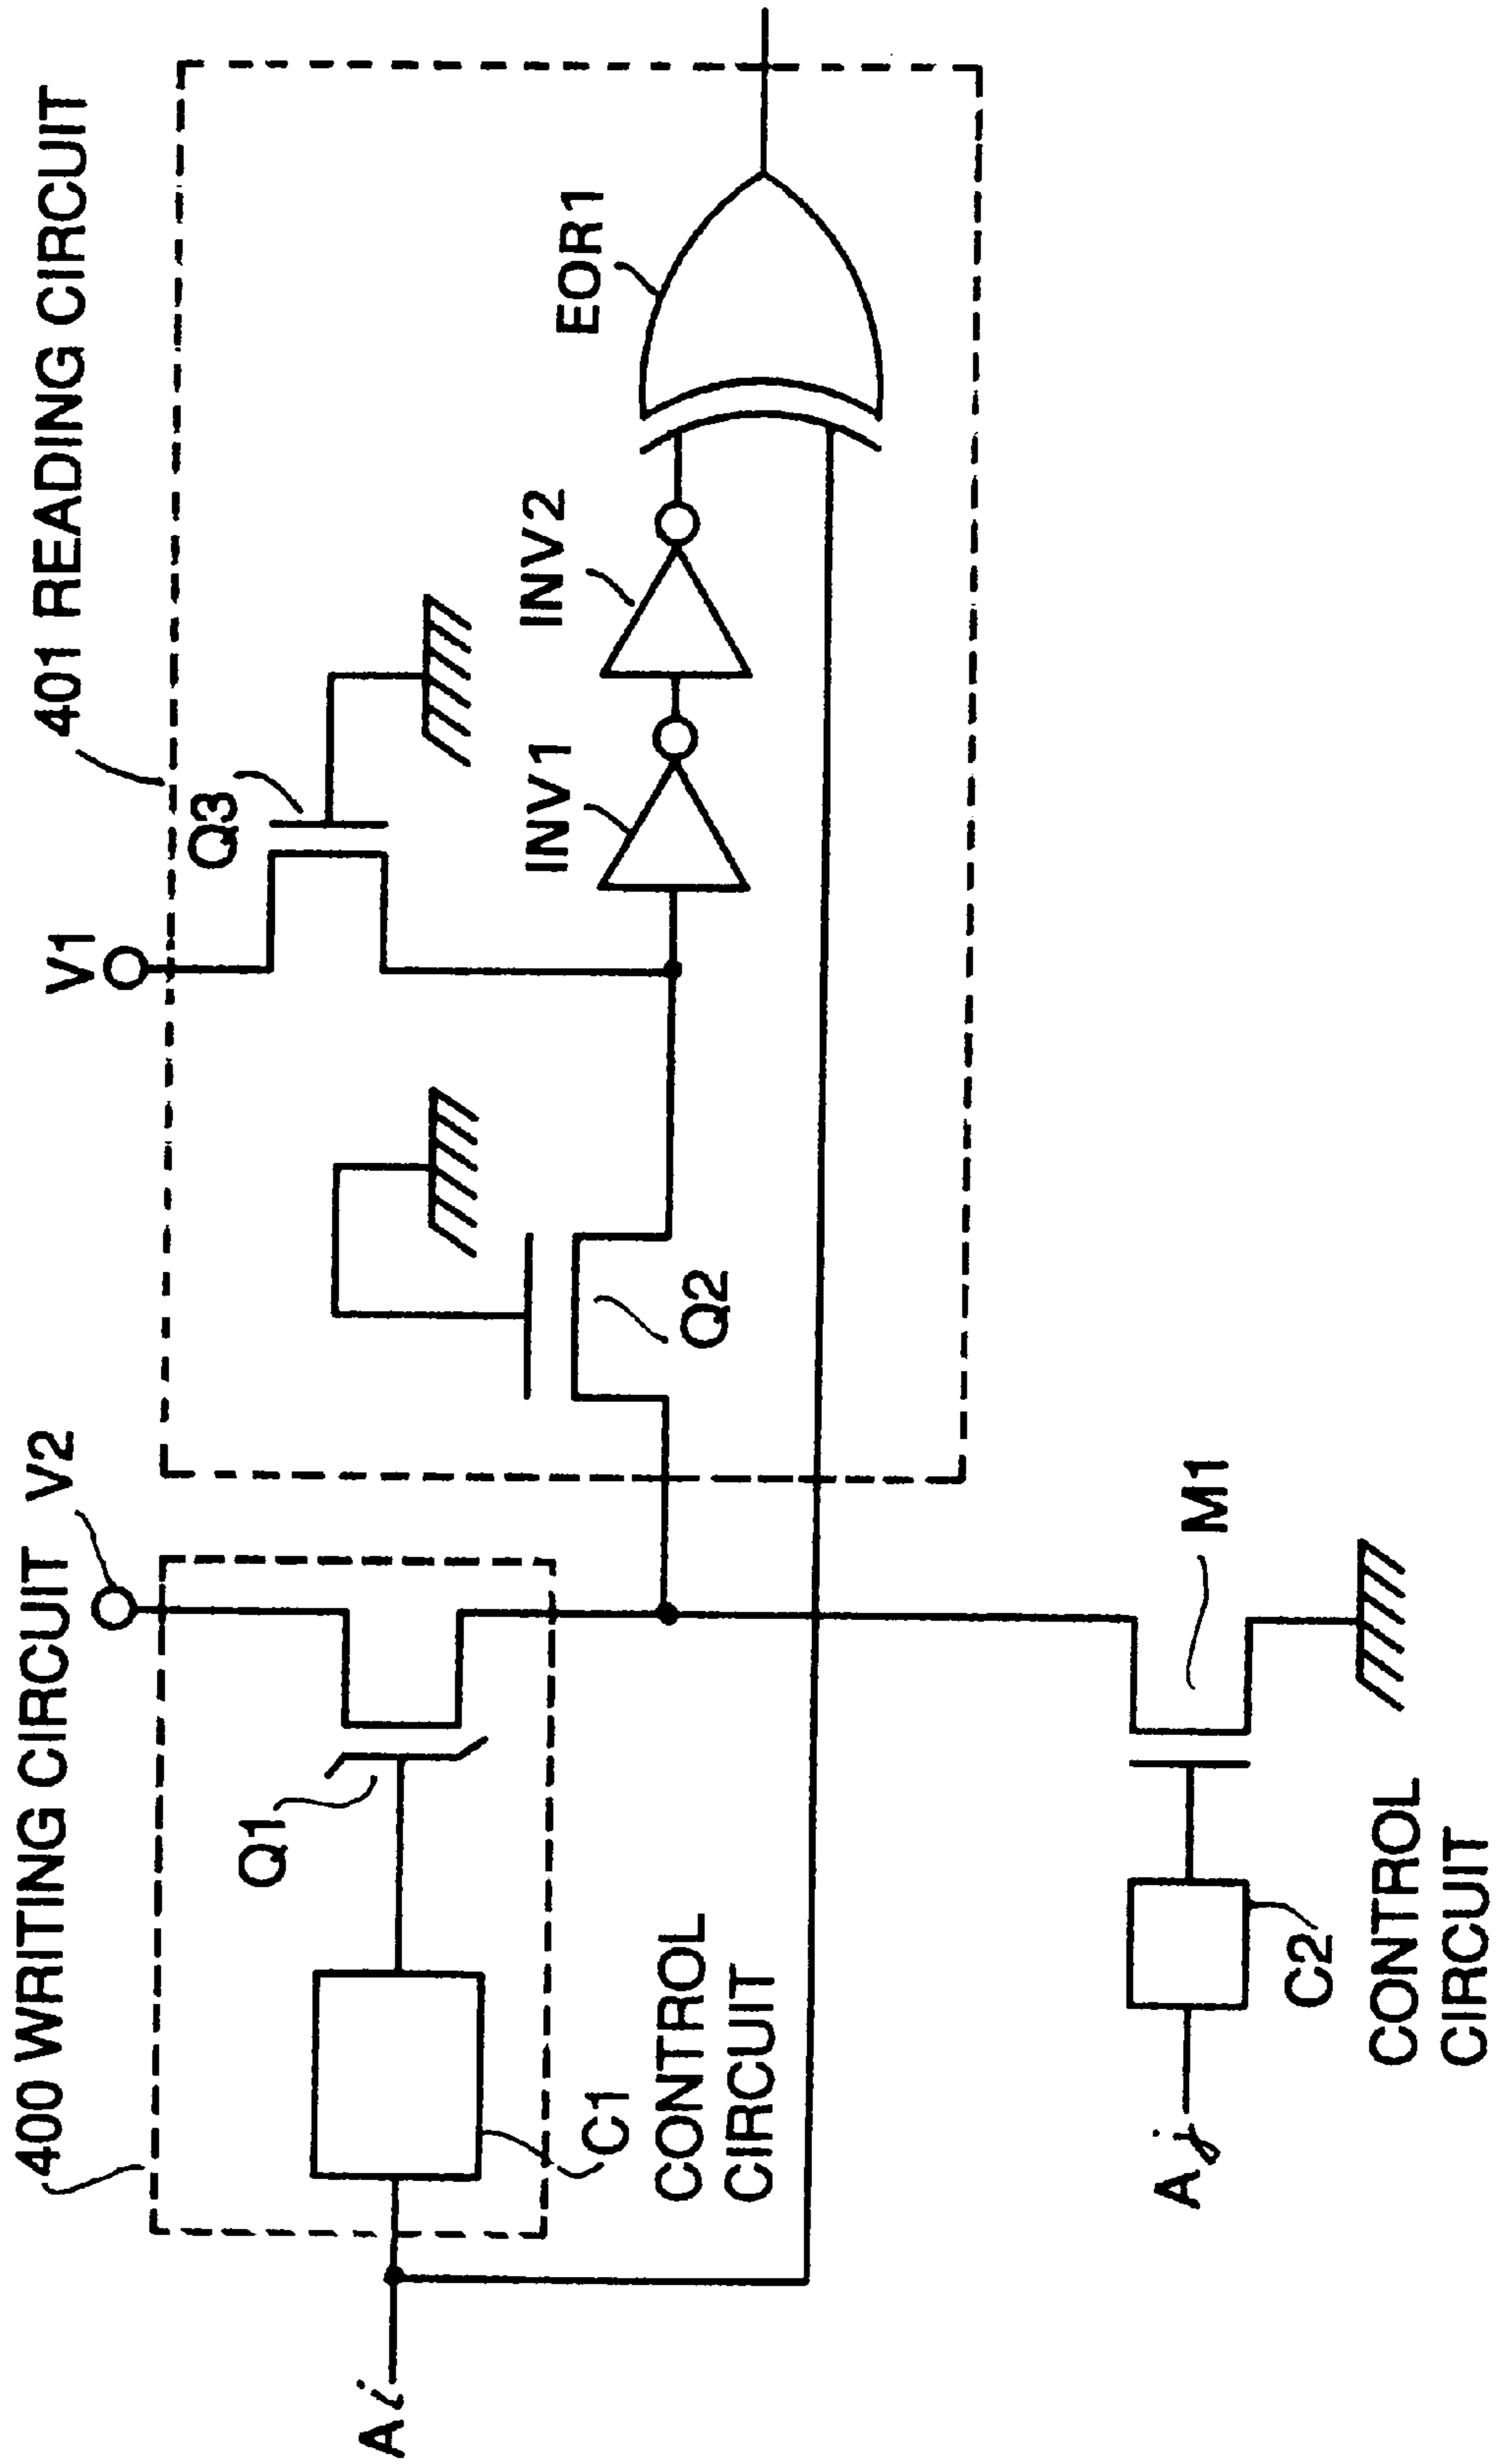 400 WRITING CIRCUIT
V2
V1
401 READING CIRCUIT
Q1
Q3
C1
CONTROL
CIRCUIT
Q2
INV1
INV2
EOR1
Ai
Aj
C2
CONTROL
CIRCUIT
M1